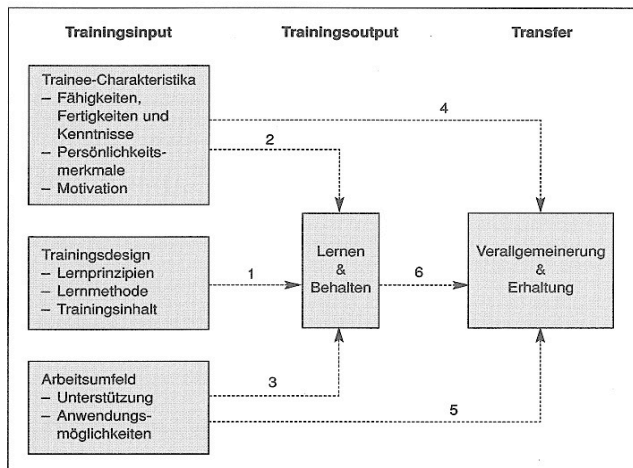 Trainingsinput Trainingsoutput Transfer
Trainee-Charakteristika
– Fähigkeiten,
Fertigkeiten und
Kenntnisse
– Persönlichkeits-
merkmale
– Motivation
4
2
Trainingsdesign
– Lernprinzipien
– Lernmethode
– Trainingsinhalt
1
Lernen
&
Behalten
6
Verallgemeinerung
&
Erhaltung
Arbeitsumfeld
– Unterstützung
– Anwendungs-
möglichkeiten
3
5